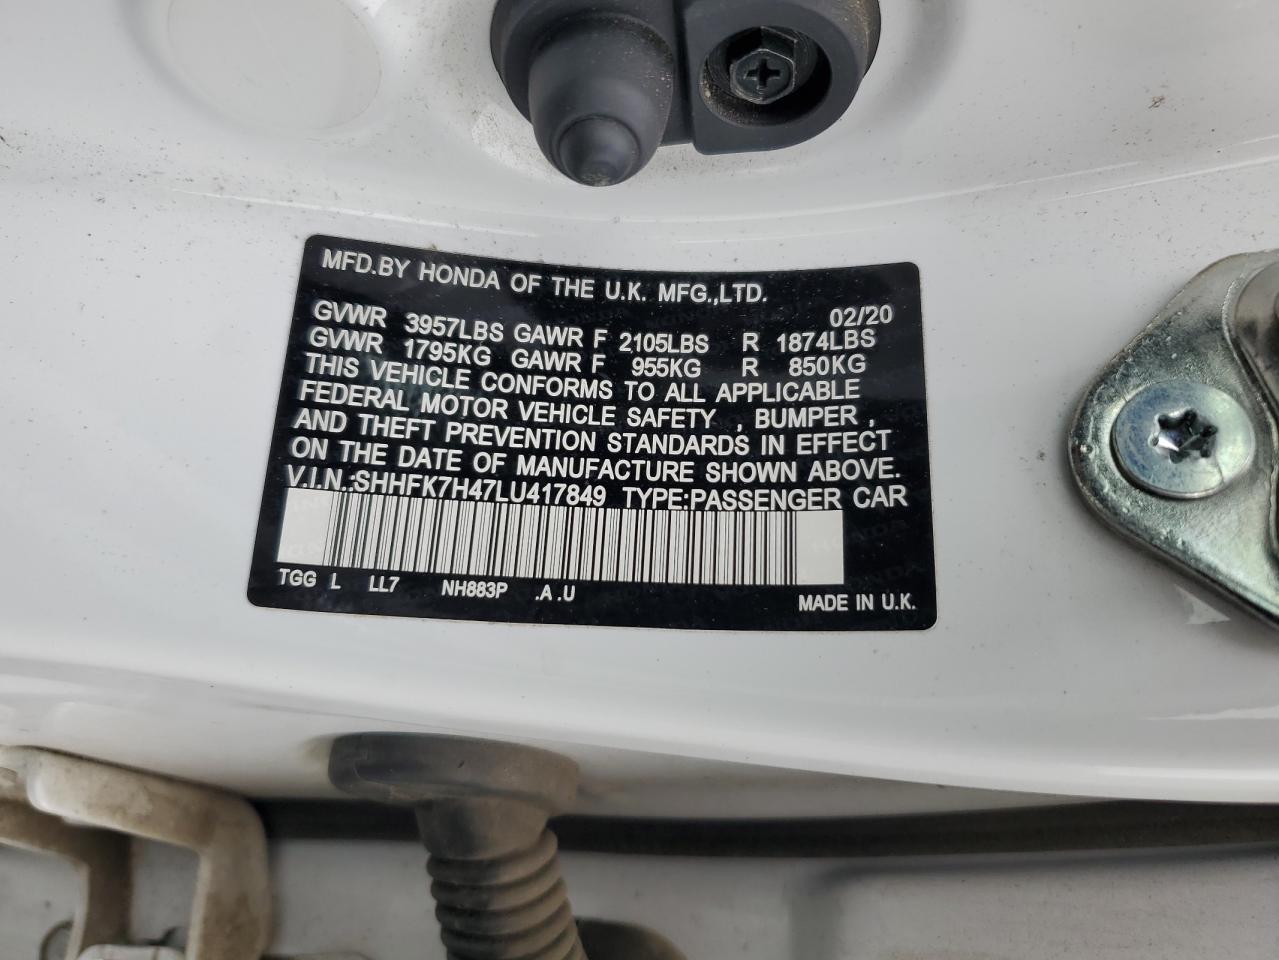 MFD.BY HONDA OF THE U.K. MFG.,LTD.
02/20
GVWR 3957LBS GAWR F 2105LBS R 1874LBS
GVWR 1795KG GAWR F 955KG R 850KG
THIS VEHICLE CONFORMS TO ALL APPLICABLE
FEDERAL MOTOR VEHICLE SAFETY , BUMPER ,
AND THEFT PREVENTION STANDARDS IN EFFECT
ON THE DATE OF MANUFACTURE SHOWN ABOVE.
V.I.N.:SHHFK7H47LU417849 TYPE:PASSENGER CAR
TGG L LL7 NH883P .A .U
MADE IN U.K.